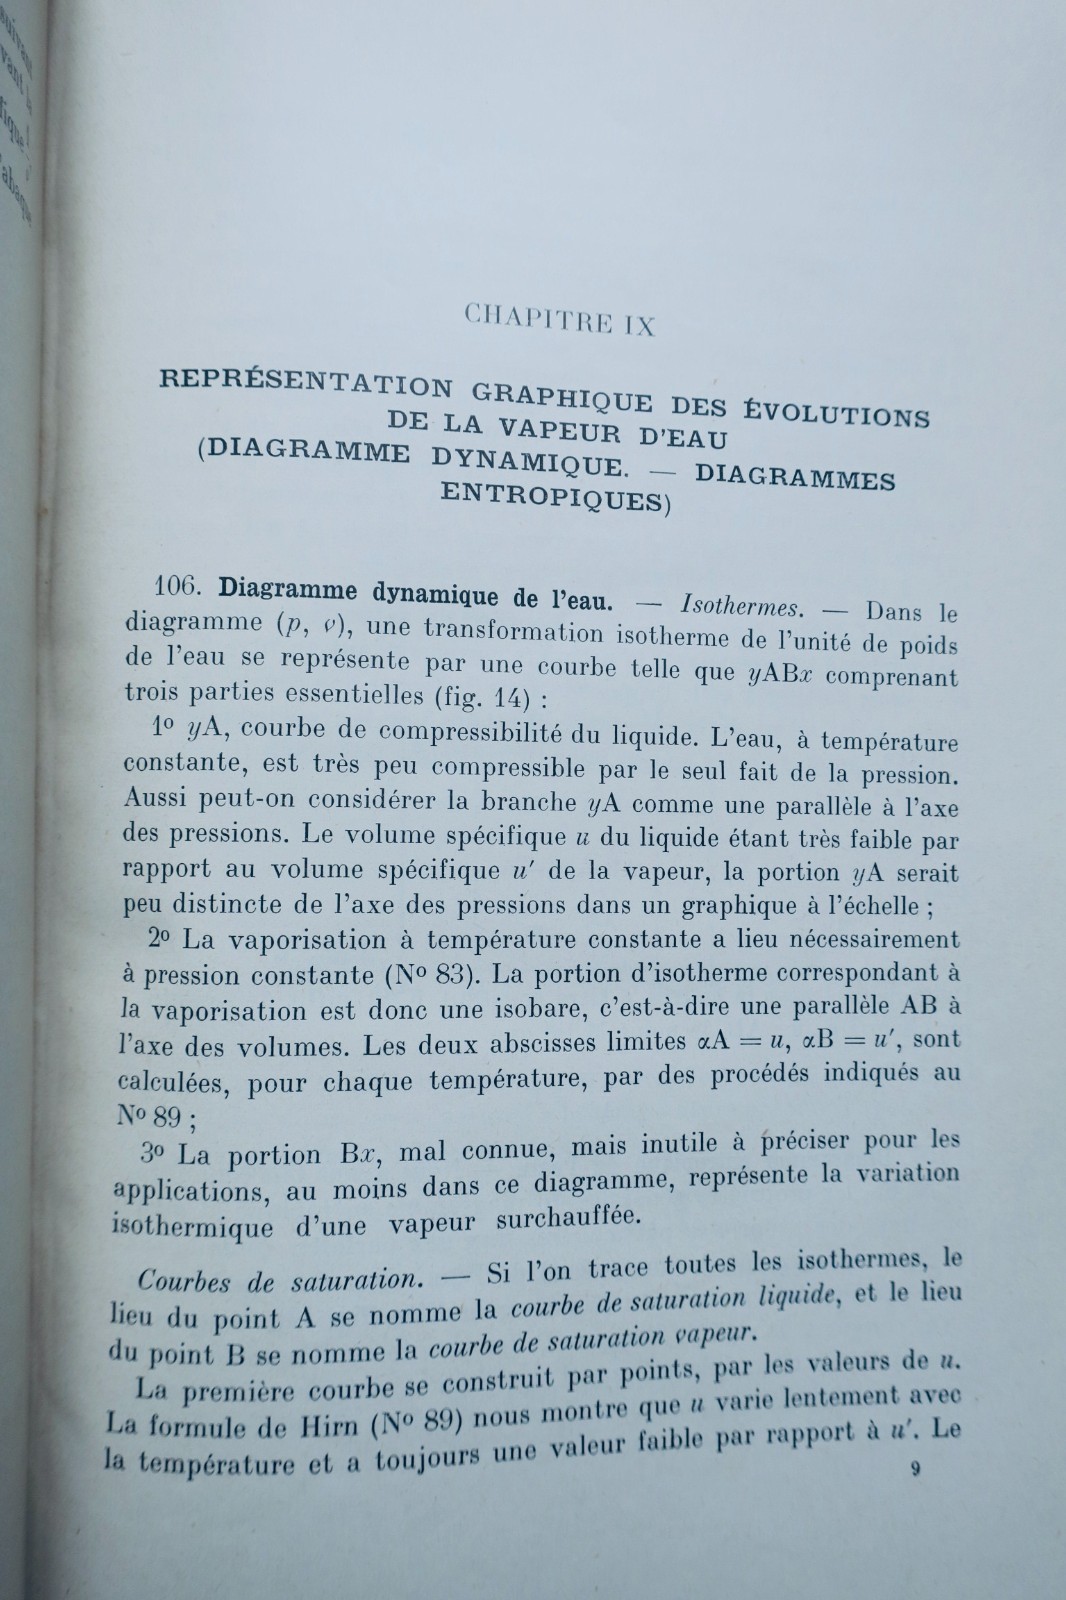 CHAPITRE IX
REPRÉSENTATION GRAPHIQUE DES ÉVOLUTIONS
DE LA VAPEUR D'EAU
(DIAGRAMME DYNAMIQUE. — DIAGRAMMES
ENTROPIQUES)
106. Diagramme dynamique de l'eau. — Isothermes. — Dans le
diagramme (p, v), une transformation isotherme de l'unité de poids
de l'eau se représente par une courbe telle que yABx comprenant
trois parties essentielles (fig. 14) :
1º yA, courbe de compressibilité du liquide. L'eau, à température
constante, est très peu compressible par le seul fait de la pression.
Aussi peut-on considérer la branche yA comme une parallèle à l'axe
des pressions. Le volume spécifique u du liquide étant très faible par
rapport au volume spécifique u' de la vapeur, la portion yA serait
peu distincte de l'axe des pressions dans un graphique à l'échelle ;
2º La vaporisation à température constante a lieu nécessairement
à pression constante (Nº 83). La portion d'isotherme correspondant à
la vaporisation est donc une isobare, c'est-à-dire une parallèle AB à
l'axe des volumes. Les deux abscisses limites αA = u, αB = u', sont
calculées, pour chaque température, par des procédés indiqués au
Nº 89 ;
3º La portion Bx, mal connue, mais inutile à préciser pour les
applications, au moins dans ce diagramme, représente la variation
isothermique d'une vapeur surchauffée.
Courbes de saturation. — Si l'on trace toutes les isothermes, le
lieu du point A se nomme la courbe de saturation liquide, et le lieu
du point B se nomme la courbe de saturation vapeur.
La première courbe se construit par points, par les valeurs de u.
La formule de Hirn (Nº 89) nous montre que u varie lentement avec
la température et a toujours une valeur faible par rapport à u'. Le
9